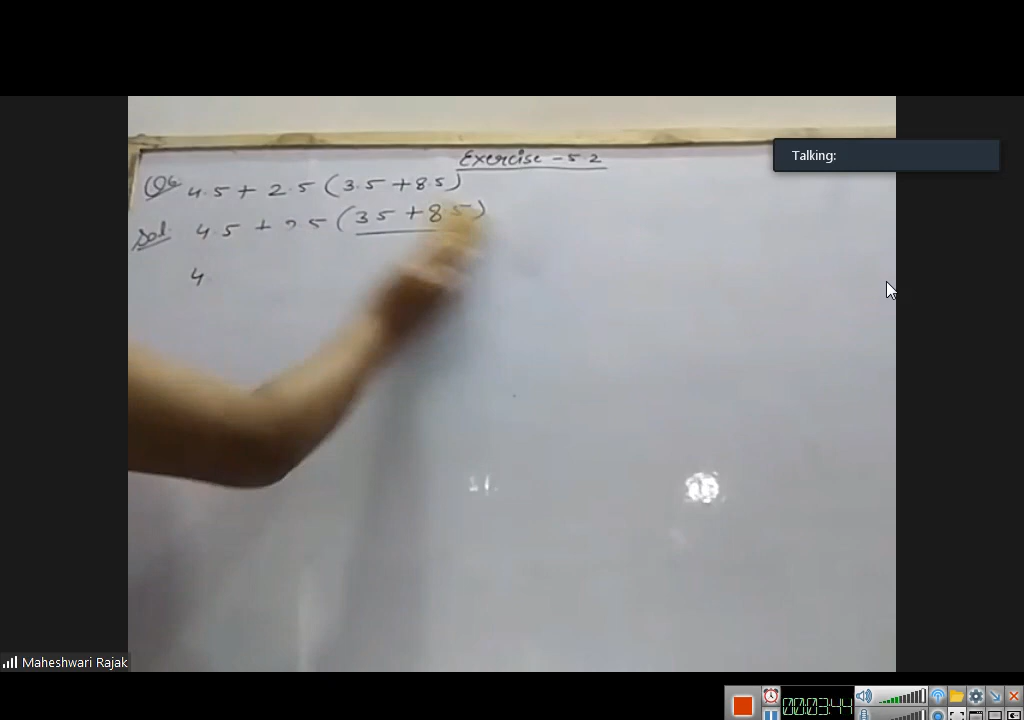 Exercise - 5 2
Q6 4.5 + 2.5 (3.5 + 8.5)
Talking:
Sol. 4.5 + 2 5 (3 5 + 8 5)
4
Maheshwari Rajak
00:03:44